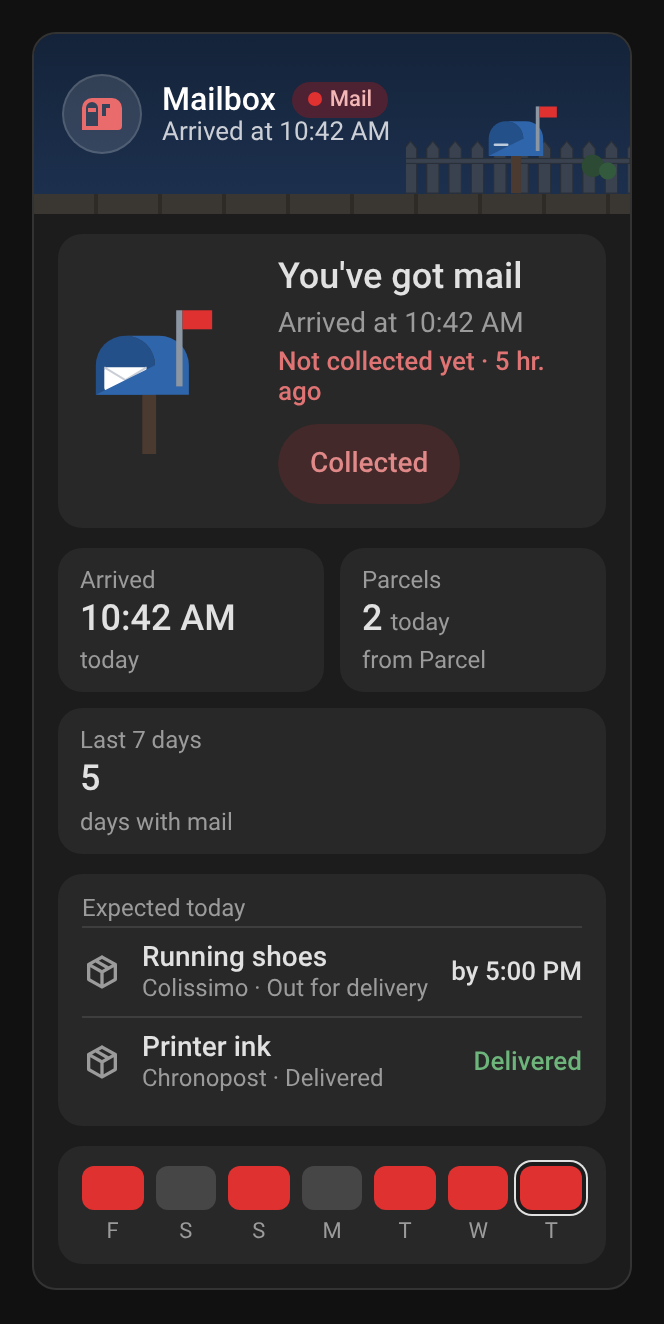 Mailbox
Mail
Arrived at 10:42 AM
You've got mail
Arrived at 10:42 AM
Not collected yet · 5 hr.
ago
Collected
Arrived
10:42 AM
today
Parcels
2 today
from Parcel
Last 7 days
5
days with mail
Expected today
Running shoes
Colissimo · Out for delivery
by 5:00 PM
Printer ink
Chronopost · Delivered
Delivered
F S S M T W T